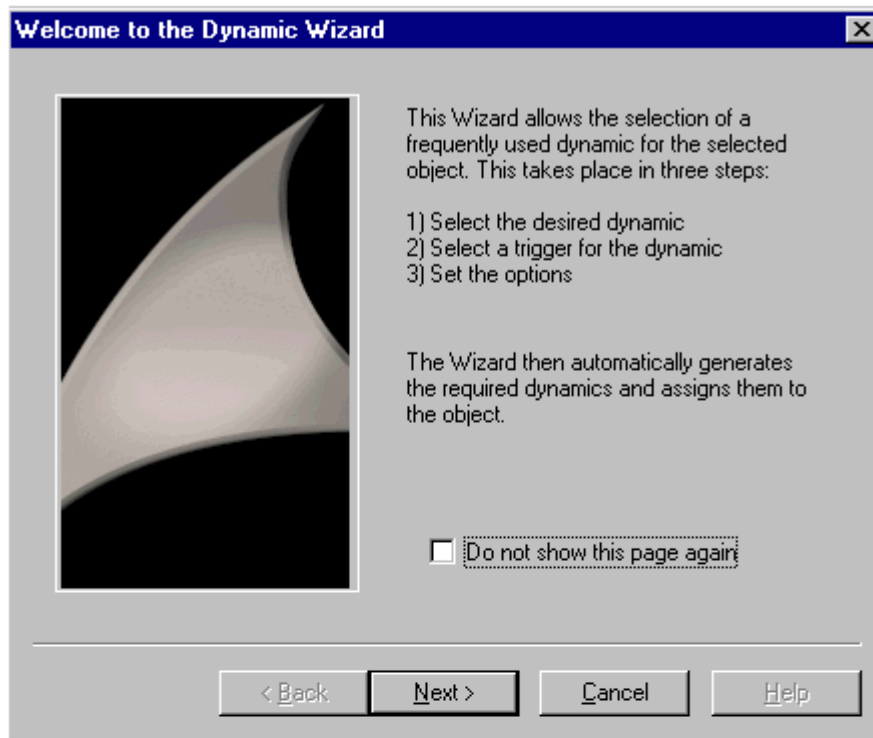 Welcome to the Dynamic Wizard
This Wizard allows the selection of a
frequently used dynamic for the selected
object. This takes place in three steps:
1) Select the desired dynamic
2) Select a trigger for the dynamic
3) Set the options
The Wizard then automatically generates
the required dynamics and assigns them to
the object.
Do not show this page again
< Back
Next >
Cancel
Help